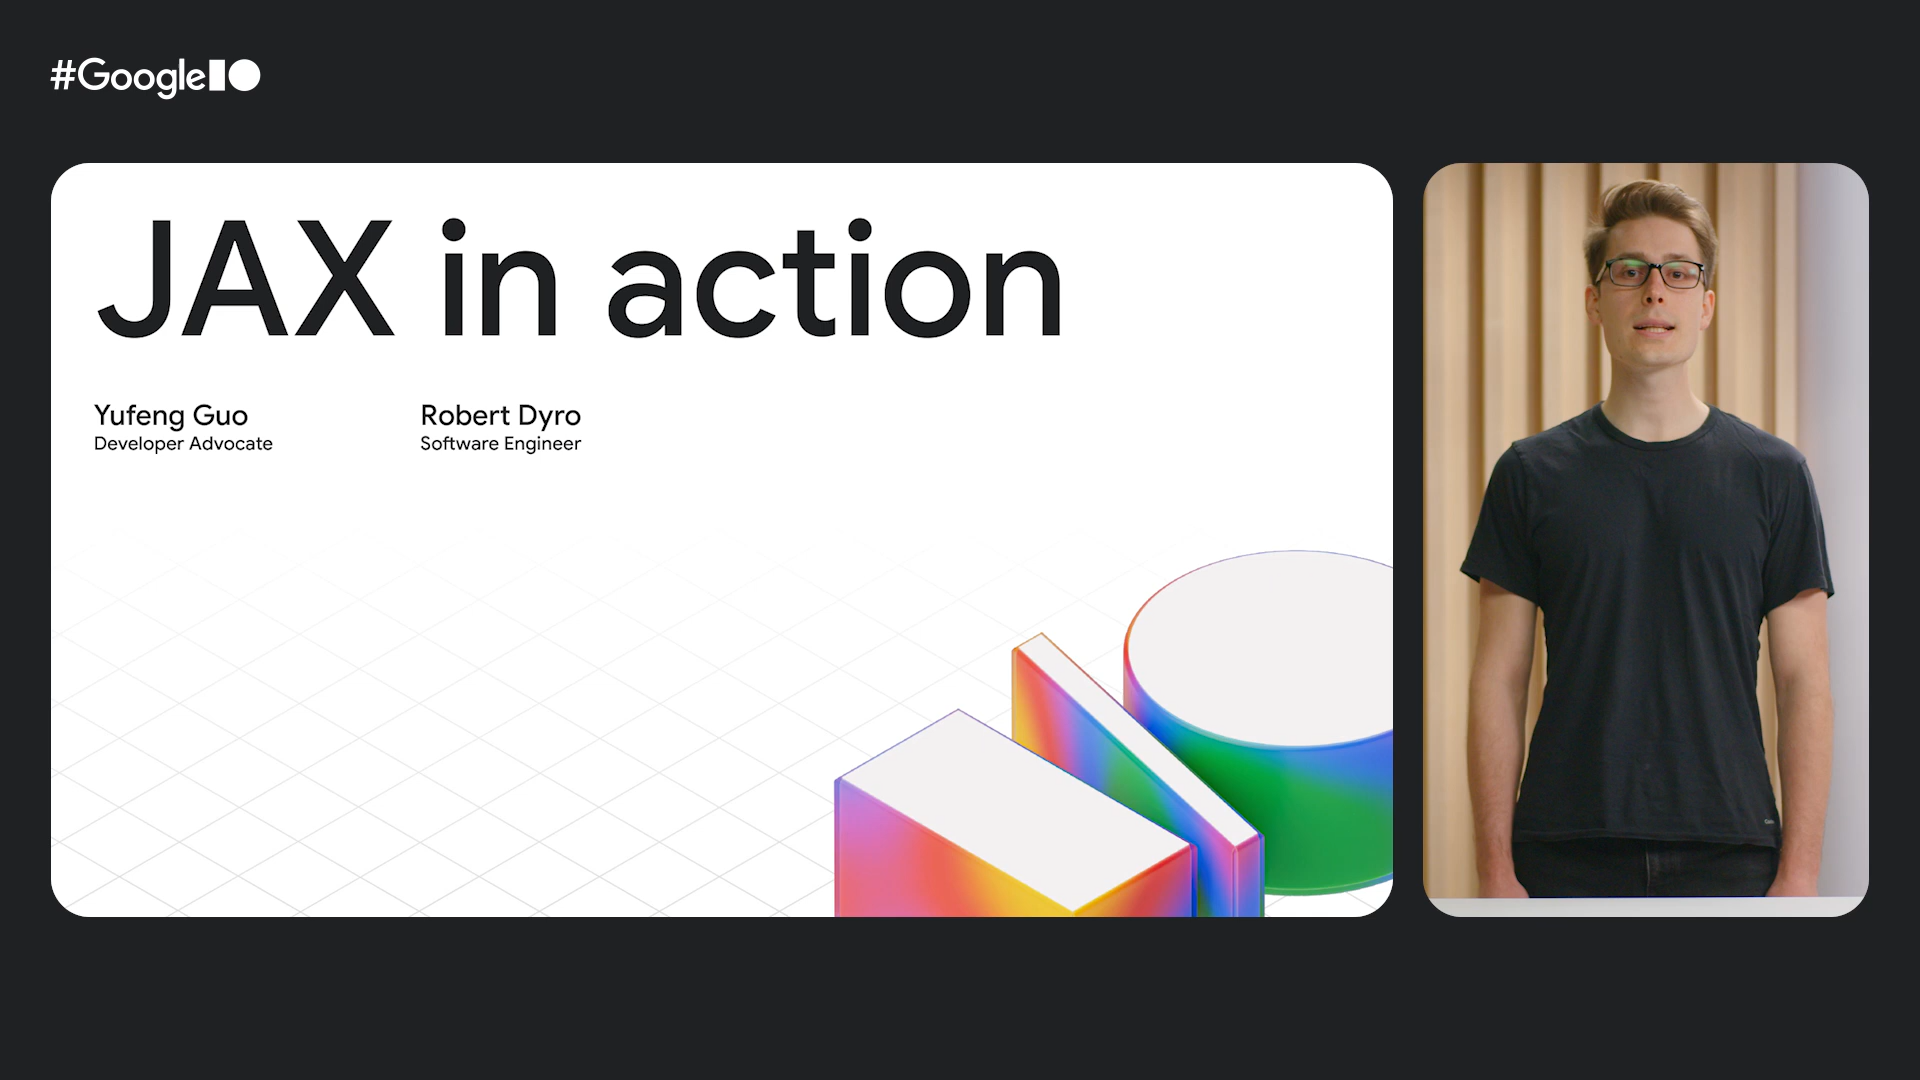 #GoogleIO
JAX in action
Yufeng Guo
Developer Advocate
Robert Dyro
Software Engineer